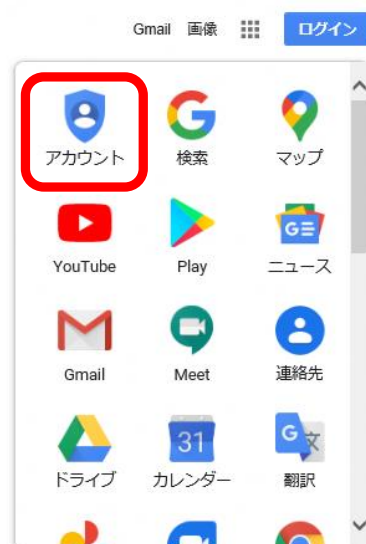 Gmail 画像 ログイン
アカウント 検索 マップ
G
YouTube Play ニュース
Gmail Meet 連絡先
31 G 文
ドライブ カレンダー 翻訳